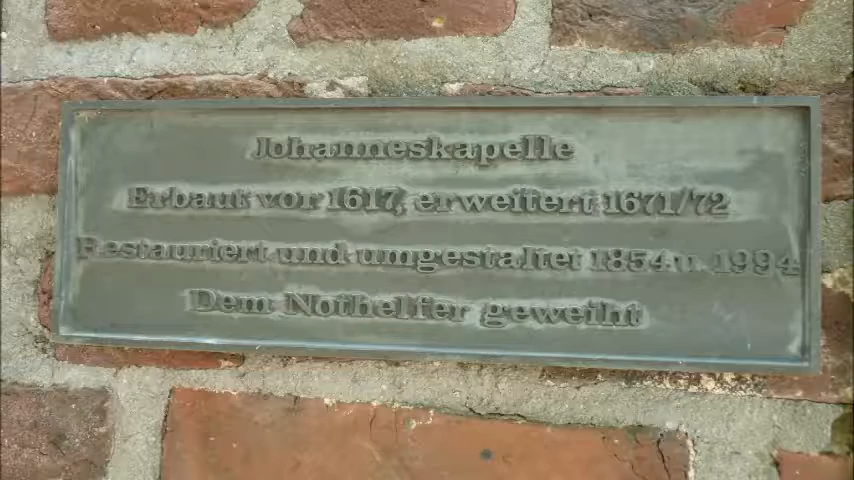 Johanneskapelle
Erbaut vor 1617, erweitert 1671/72
Restauriert und umgestaltet 1854 u. 1994
Dem Nothelfer geweiht